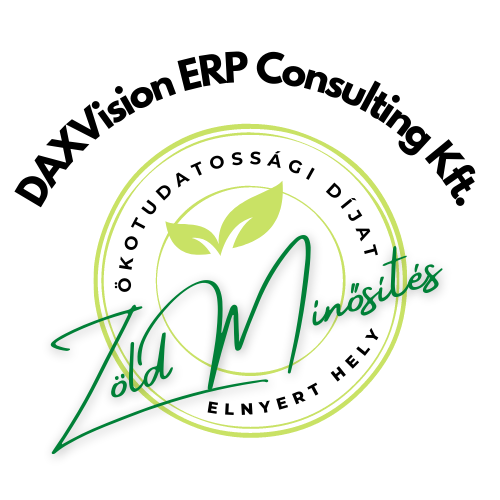 DAXVision ERP Consulting Kft.
ÖKOTUDATOSSÁGI DÍJAT
Zöld Minősítés
ELNYERT HELY